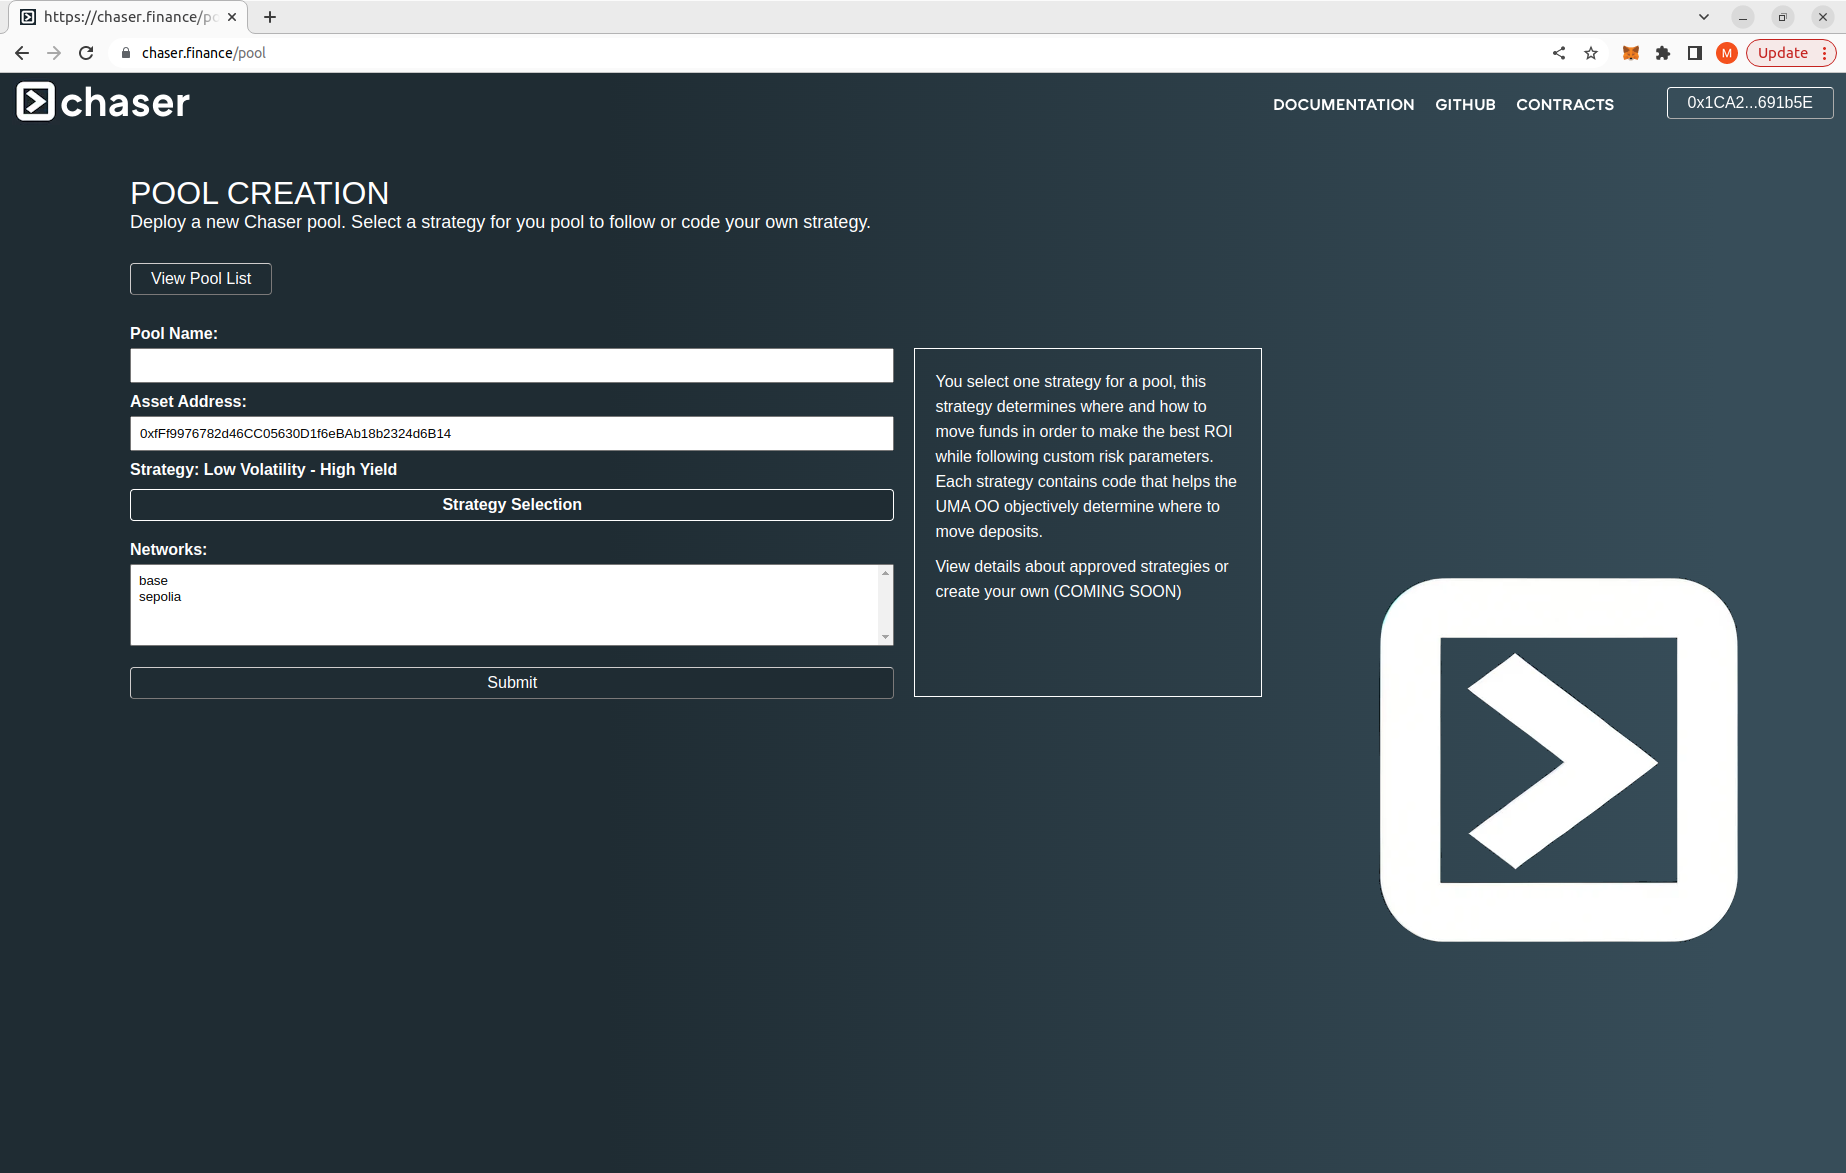 https://chaser.finance/po
chaser.finance/pool
M
Update
chaser
DOCUMENTATION
GITHUB
CONTRACTS
0x1CA2...691b5E
POOL CREATION
Deploy a new Chaser pool. Select a strategy for you pool to follow or code your own strategy.
View Pool List
Pool Name:
Asset Address:
0xfFf9976782d46CC05630D1f6eBAb18b2324d6B14
Strategy: Low Volatility - High Yield
Strategy Selection
Networks:
base
sepolia
Submit
You select one strategy for a pool, this
strategy determines where and how to
move funds in order to make the best ROI
while following custom risk parameters.
Each strategy contains code that helps the
UMA OO objectively determine where to
move deposits.
View details about approved strategies or
create your own (COMING SOON)